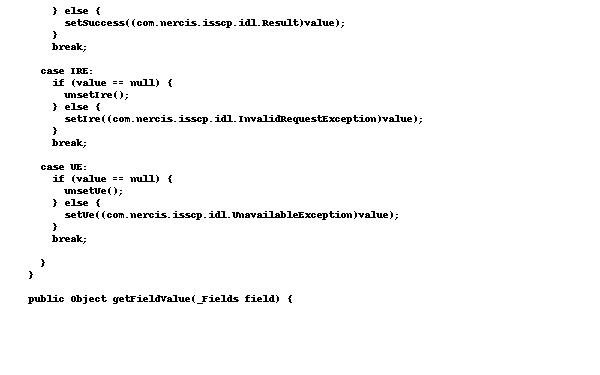 } else {
setSuccess((com.nercis.isscp.idl.Result)value);
}
break;
case IRE:
if (value == null) {
unsetIre();
} else {
setIre((com.nercis.isscp.idl.InvalidRequestException)value);
}
break;
case UE:
if (value == null) {
unsetUe();
} else {
setUe((com.nercis.isscp.idl.UnavailableException)value);
}
break;
}
}
public Object getFieldValue(_Fields field) {